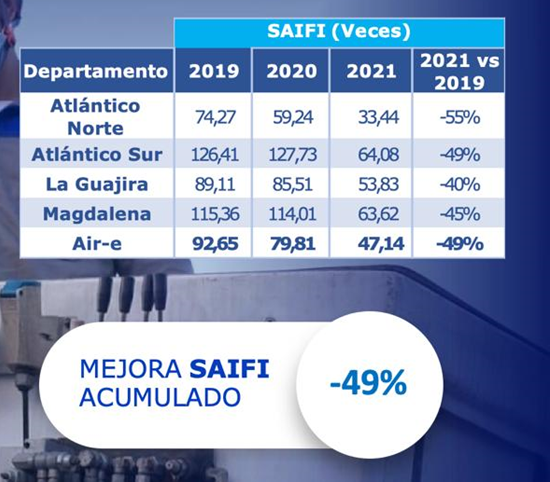 SAIFI (Veces)
Departamento 2019 2020 2021 2021 vs 2019
Atlántico Norte 74,27 59,24 33,44 -55%
Atlántico Sur 126,41 127,73 64,08 -49%
La Guajira 89,11 85,51 53,83 -40%
Magdalena 115,36 114,01 63,62 -45%
Air-e 92,65 79,81 47,14 -49%
MEJORA SAIFI
ACUMULADO
-49%